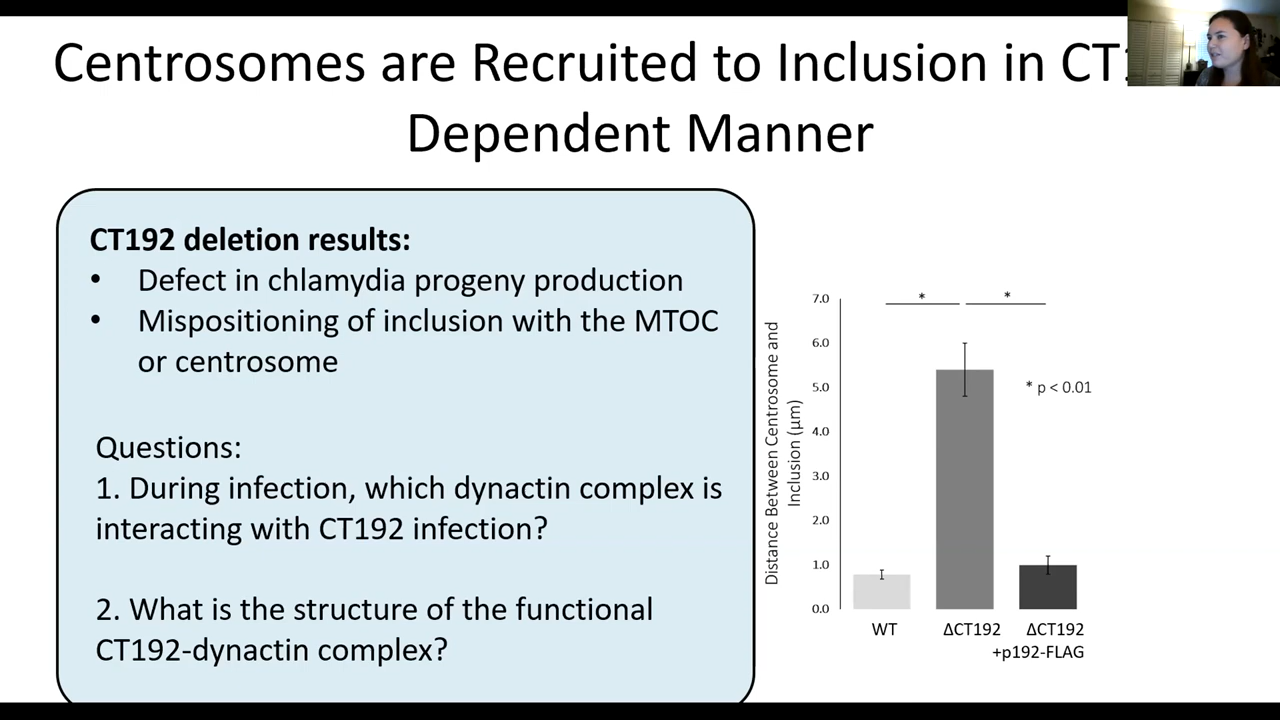 Centrosomes are Recruited to Inclusion in
Dependent Manner
CT192 deletion results:
• Defect in chlamydia progeny production
• Mispositioning of inclusion with the MTOC
or centrosome
Questions:
1. During infection, which dynactin complex is
interacting with CT192 infection?
2. What is the structure of the functional
CT192-dynactin complex?
Distance Between Centrosome and
Inclusion (μm)
7.0
6.0
5.0
4.0
3.0
2.0
1.0
0.0
*
*
* p < 0.01
WT
ΔCT192
ΔCT192
+p192-FLAG